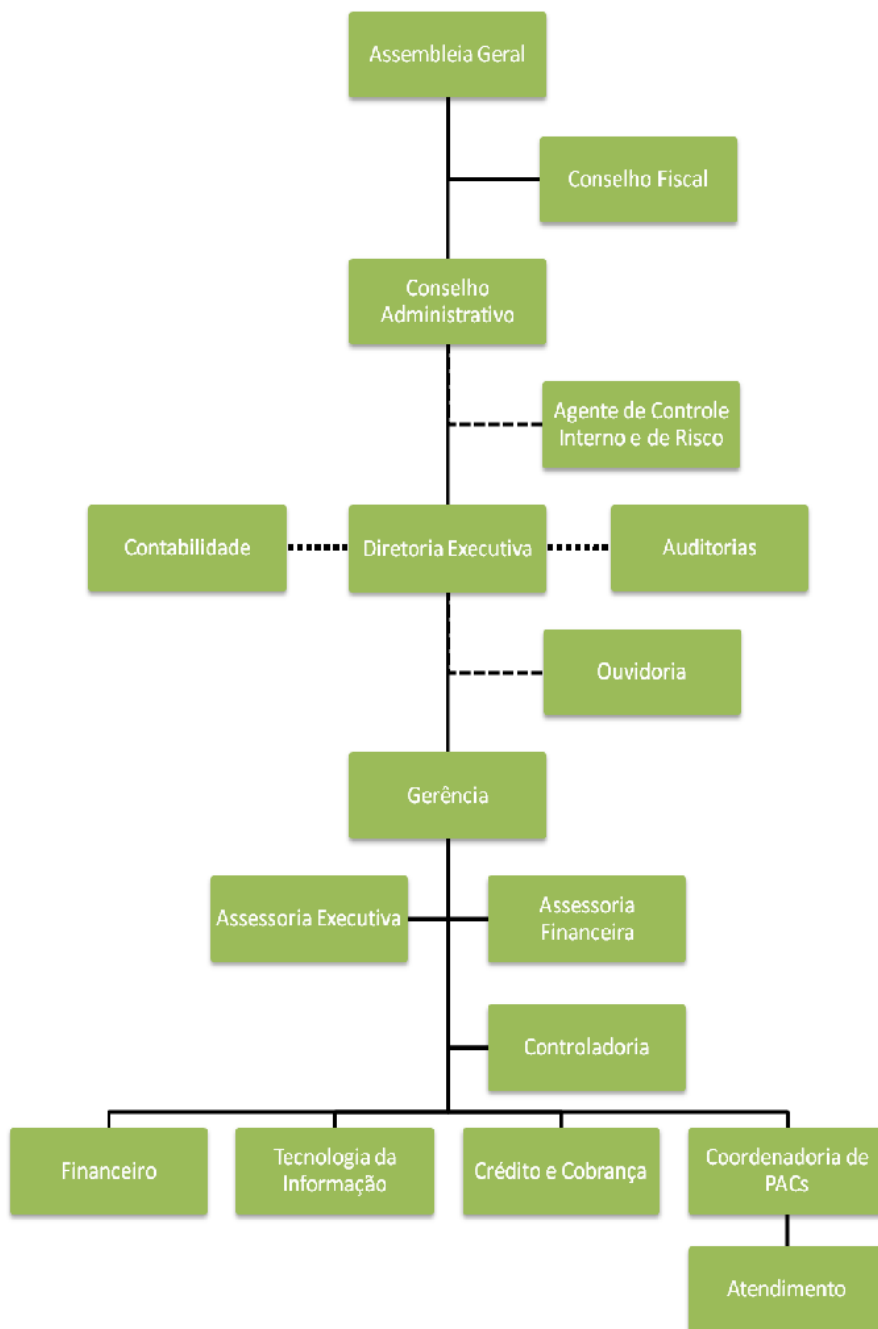 Assembleia Geral
Conselho Fiscal
Conselho
Administrativo
Agente de Controle
Interno e de Risco
Contabilidade
Diretoria Executiva
Auditorias
Ouvidoria
Gerência
Assessoria Executiva
Assessoria
Financeira
Controladoria
Financeiro
Tecnologia da
Informação
Crédito e Cobrança
Coordenadoria de
PACs
Atendimento